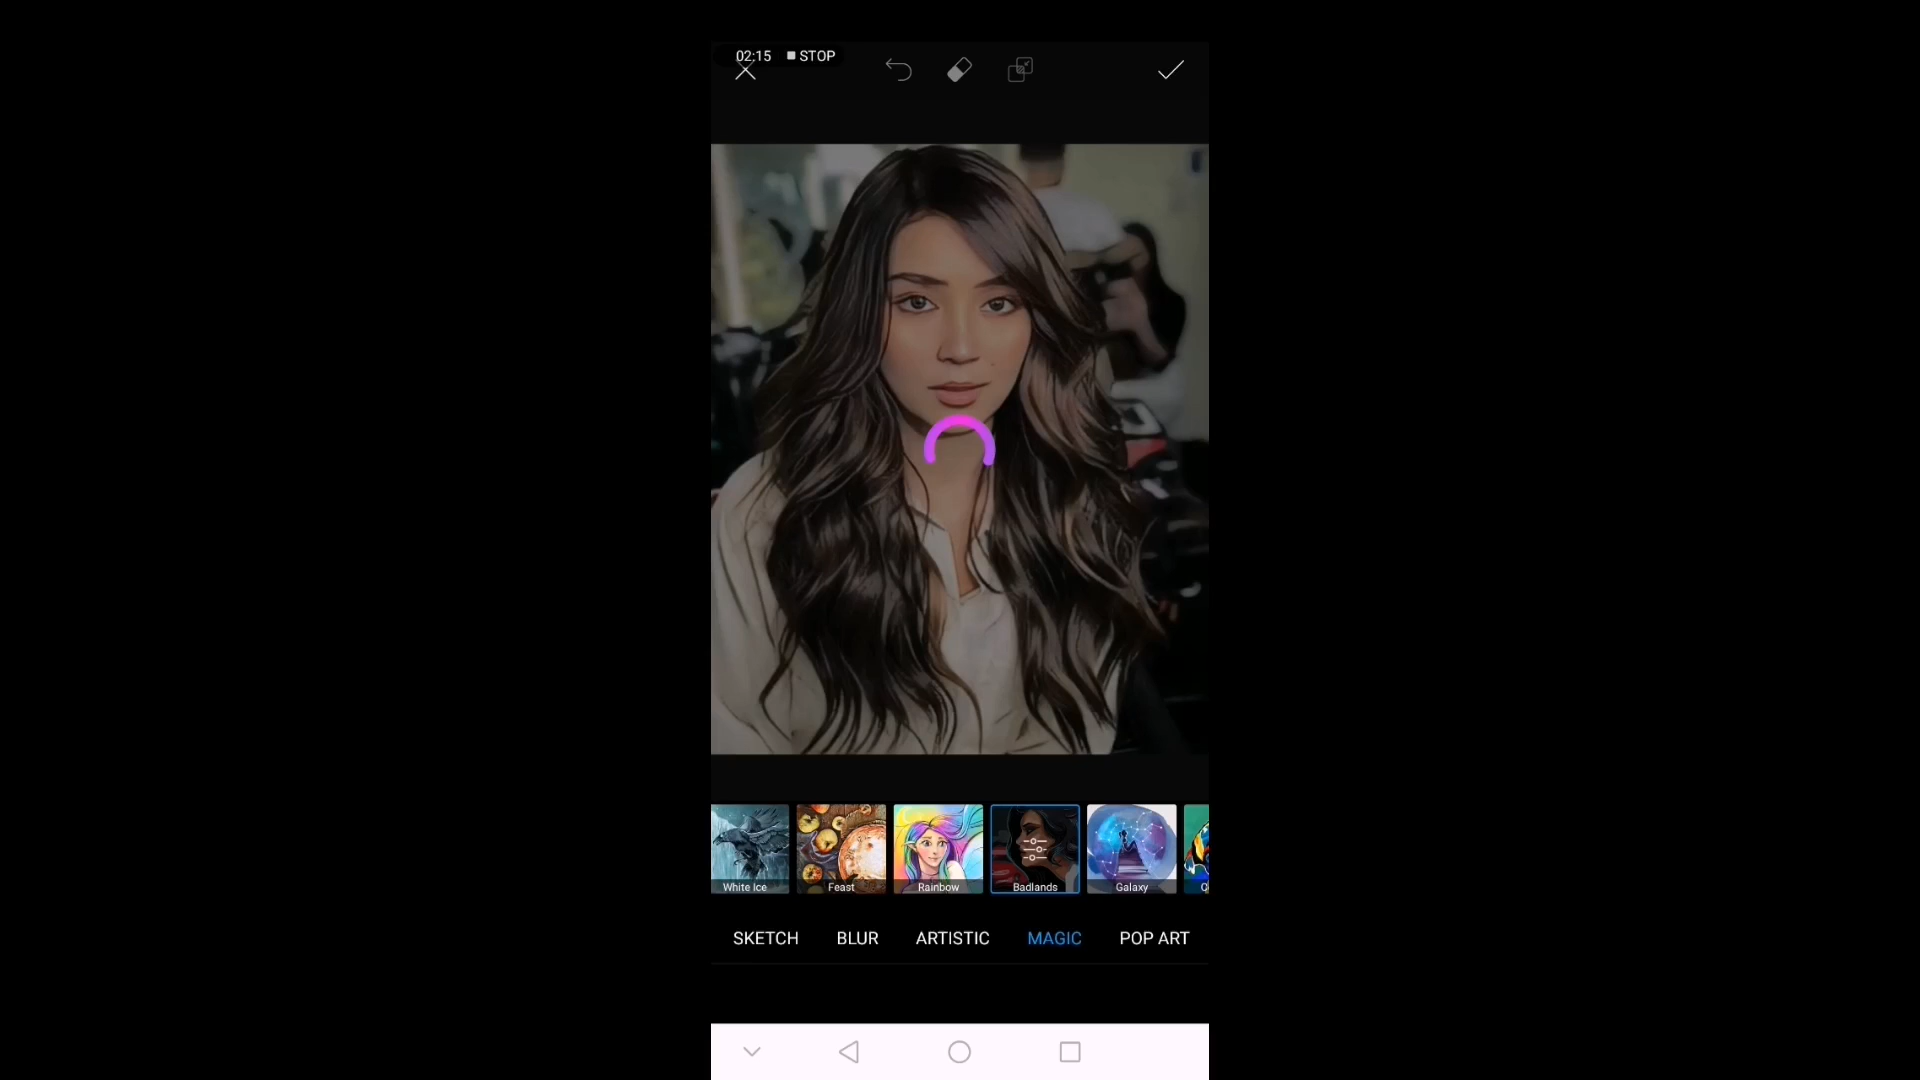 02:15 STOP
White Ice Feast Rainbow Badlands Galaxy
SKETCH BLUR ARTISTIC MAGIC POP ART